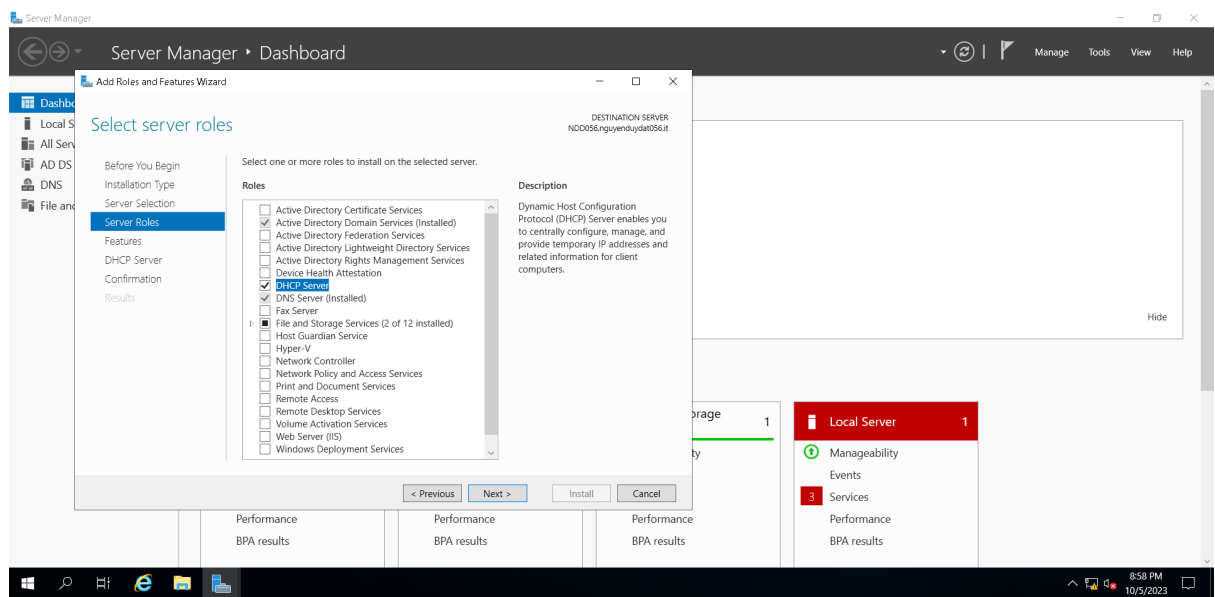 Server Manager
Server Manager • Dashboard
Manage Tools View Help
Add Roles and Features Wizard
Dashbo
Local S
All Serv
AD DS
DNS
File and
Select server roles
DESTINATION SERVER
NDD056.nguyenduydat056.it
Before You Begin
Installation Type
Server Selection
Server Roles
Features
DHCP Server
Confirmation
Results
Select one or more roles to install on the selected server.
Roles
Active Directory Certificate Services
Active Directory Domain Services (Installed)
Active Directory Federation Services
Active Directory Lightweight Directory Services
Active Directory Rights Management Services
Device Health Attestation
DHCP Server
DNS Server (Installed)
Fax Server
File and Storage Services (2 of 12 installed)
Host Guardian Service
Hyper-V
Network Controller
Network Policy and Access Services
Print and Document Services
Remote Access
Remote Desktop Services
Volume Activation Services
Web Server (IIS)
Windows Deployment Services
Description
Dynamic Host Configuration
Protocol (DHCP) Server enables you
to centrally configure, manage, and
provide temporary IP addresses and
related information for client
computers.
< Previous Next > Install Cancel
Hide
orage 1
ty
Performance
BPA results
Performance
BPA results
Performance
BPA results
Local Server 1
Manageability
Events
3 Services
Performance
BPA results
8:58 PM
10/5/2023